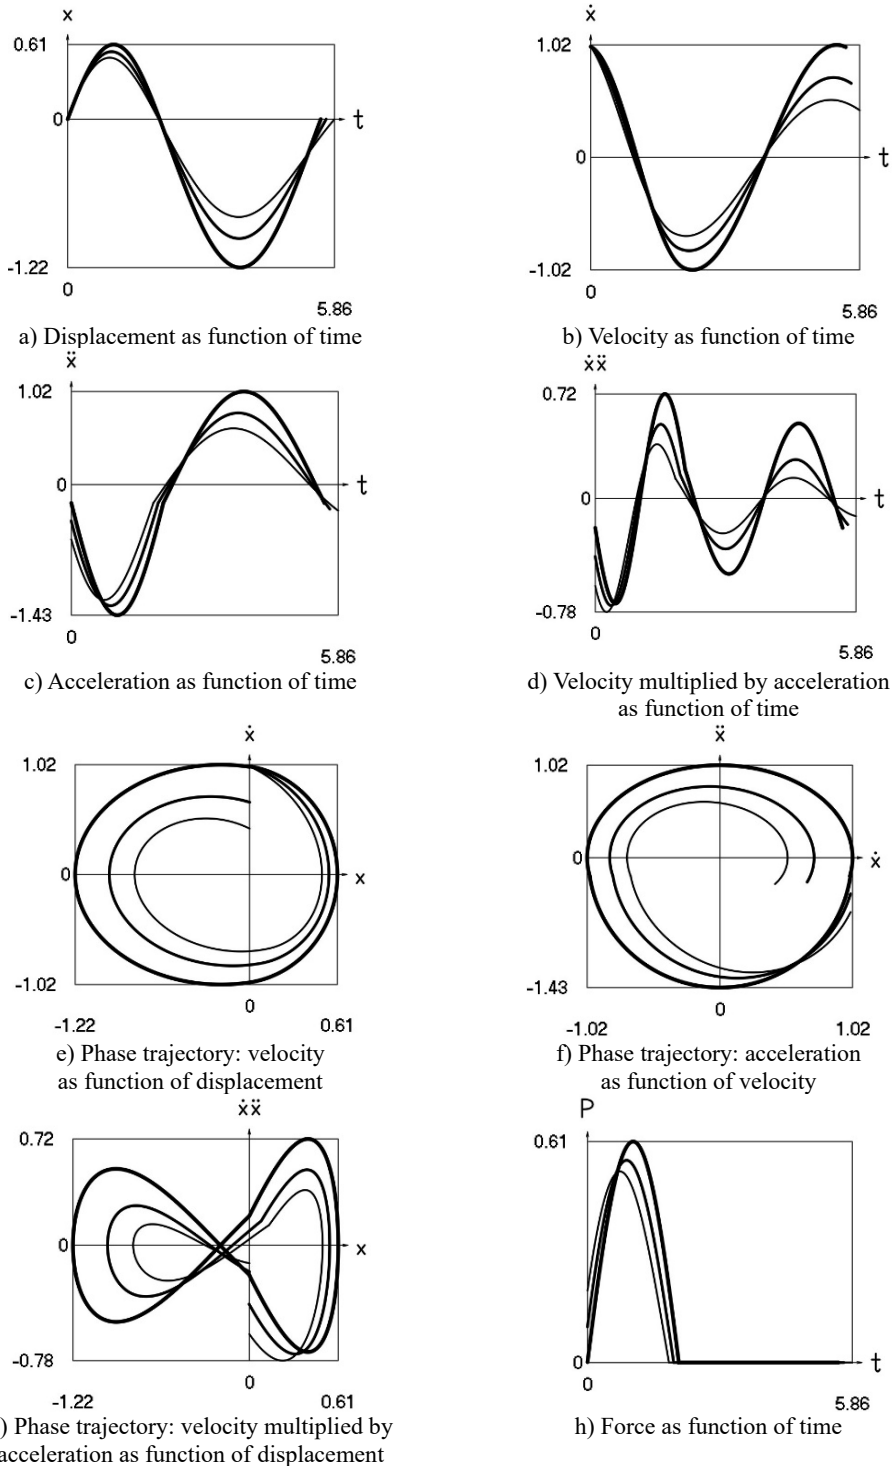 x
0.61
0
t
-1.22
0
5.86
a) Displacement as function of time
ẋ
1.02
0
t
-1.02
0
5.86
b) Velocity as function of time
ẍ
1.02
0
t
-1.43
0
5.86
c) Acceleration as function of time
ẋẍ
0.72
0
t
-0.78
0
5.86
d) Velocity multiplied by acceleration
as function of time
ẋ
1.02
0
x
-1.02
0
-1.22
0.61
e) Phase trajectory: velocity
as function of displacement
ẍ
1.02
0
ẋ
-1.43
0
-1.02
1.02
f) Phase trajectory: acceleration
as function of velocity
ẋẍ
0.72
0
x
-0.78
0
-1.22
0.61
) Phase trajectory: velocity multiplied by
acceleration as function of displacement
P
0.61
0
t
0
5.86
h) Force as function of time